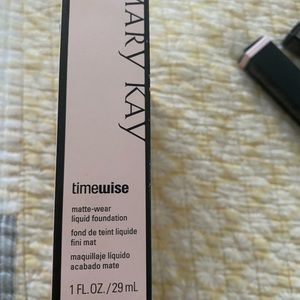 MARY KAY
timewise
matte-wear
liquid foundation
fond de teint liquide
fini mat
maquillaje líquido
acabado mate
1 FL. OZ./29 mL